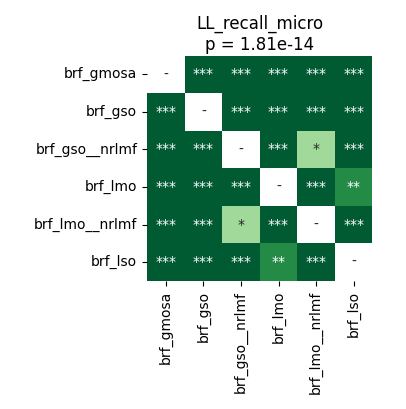 LL_recall_micro
p = 1.81e-14
brf_gmosa - *** *** *** *** ***
brf_gso *** - *** *** *** ***
brf_gso__nrlmf *** *** - *** * ***
brf_lmo *** *** *** - *** **
brf_lmo__nrlmf *** *** * *** - ***
brf_lso *** *** *** ** *** -
brf_gmosa
brf_gso
brf_gso__nrlmf
brf_lmo
brf_lmo__nrlmf
brf_lso